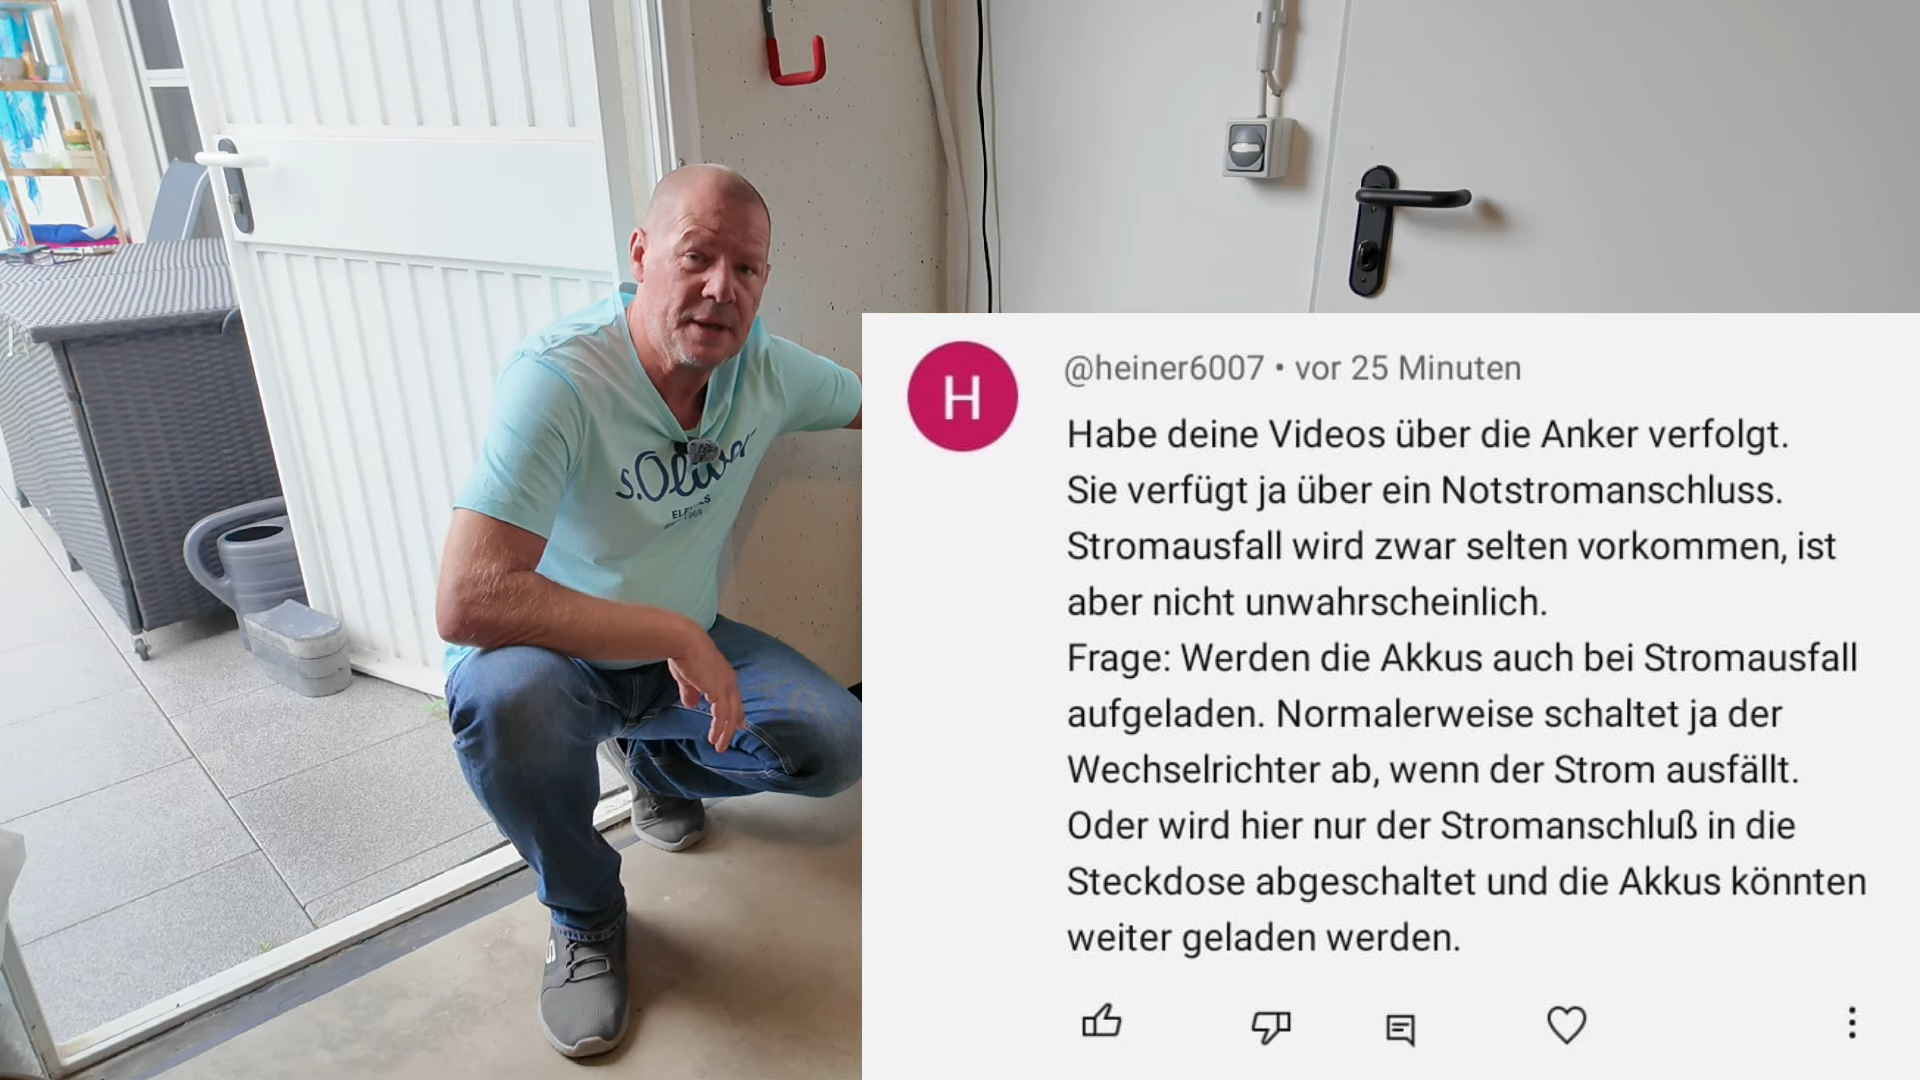 s.Oliver
H
@heiner6007 • vor 25 Minuten
Habe deine Videos über die Anker verfolgt.
Sie verfügt ja über ein Notstromanschluss.
Stromausfall wird zwar selten vorkommen, ist
aber nicht unwahrscheinlich.
Frage: Werden die Akkus auch bei Stromausfall
aufgeladen. Normalerweise schaltet ja der
Wechselrichter ab, wenn der Strom ausfällt.
Oder wird hier nur der Stromanschluß in die
Steckdose abgeschaltet und die Akkus könnten
weiter geladen werden.